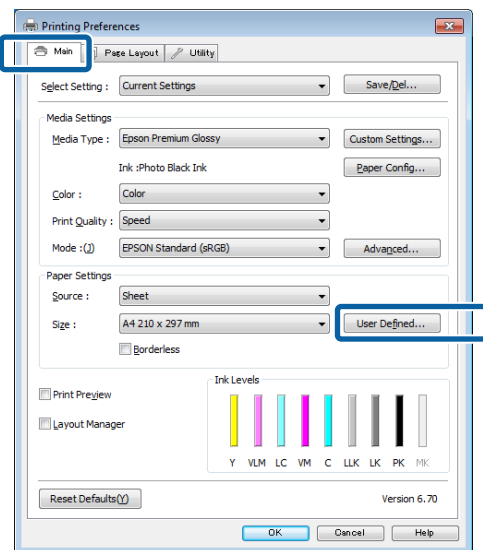 Printing Preferences
Main Page Layout Utility
Select Setting : Current Settings Save/Del...
Media Settings
Media Type : Epson Premium Glossy Custom Settings...
Ink :Photo Black Ink Paper Config...
Color : Color
Print Quality : Speed
Mode :(J) EPSON Standard (sRGB) Advanced...
Paper Settings
Source : Sheet
Size : A4 210 x 297 mm User Defined...
Borderless
Ink Levels
Print Preview
Layout Manager
Y VLM LC VM C LLK LK PK MK
Reset Defaults(Y) Version 6.70
OK Cancel Help